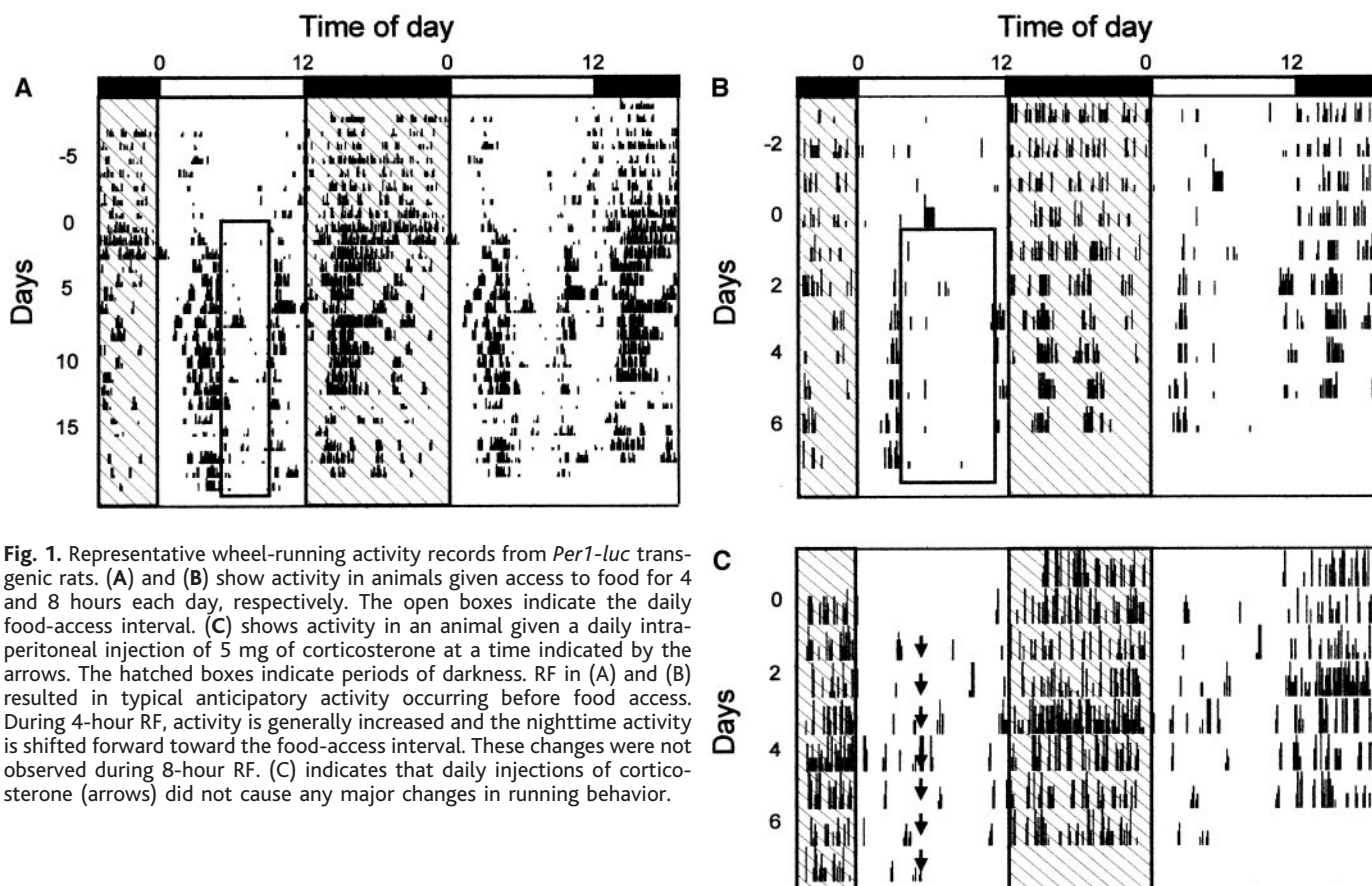 Time of day
0 12 0 12
A
Days
-5
0
5
10
15
Time of day
0 12 0 12
B
Days
-2
0
2
4
6
Fig. 1. Representative wheel-running activity records from Per1-luc trans-
genic rats. (A) and (B) show activity in animals given access to food for 4
and 8 hours each day, respectively. The open boxes indicate the daily
food-access interval. (C) shows activity in an animal given a daily intra-
peritoneal injection of 5 mg of corticosterone at a time indicated by the
arrows. The hatched boxes indicate periods of darkness. RF in (A) and (B)
resulted in typical anticipatory activity occurring before food access.
During 4-hour RF, activity is generally increased and the nighttime activity
is shifted forward toward the food-access interval. These changes were not
observed during 8-hour RF. (C) indicates that daily injections of cortico-
sterone (arrows) did not cause any major changes in running behavior.
C
Days
0
2
4
6